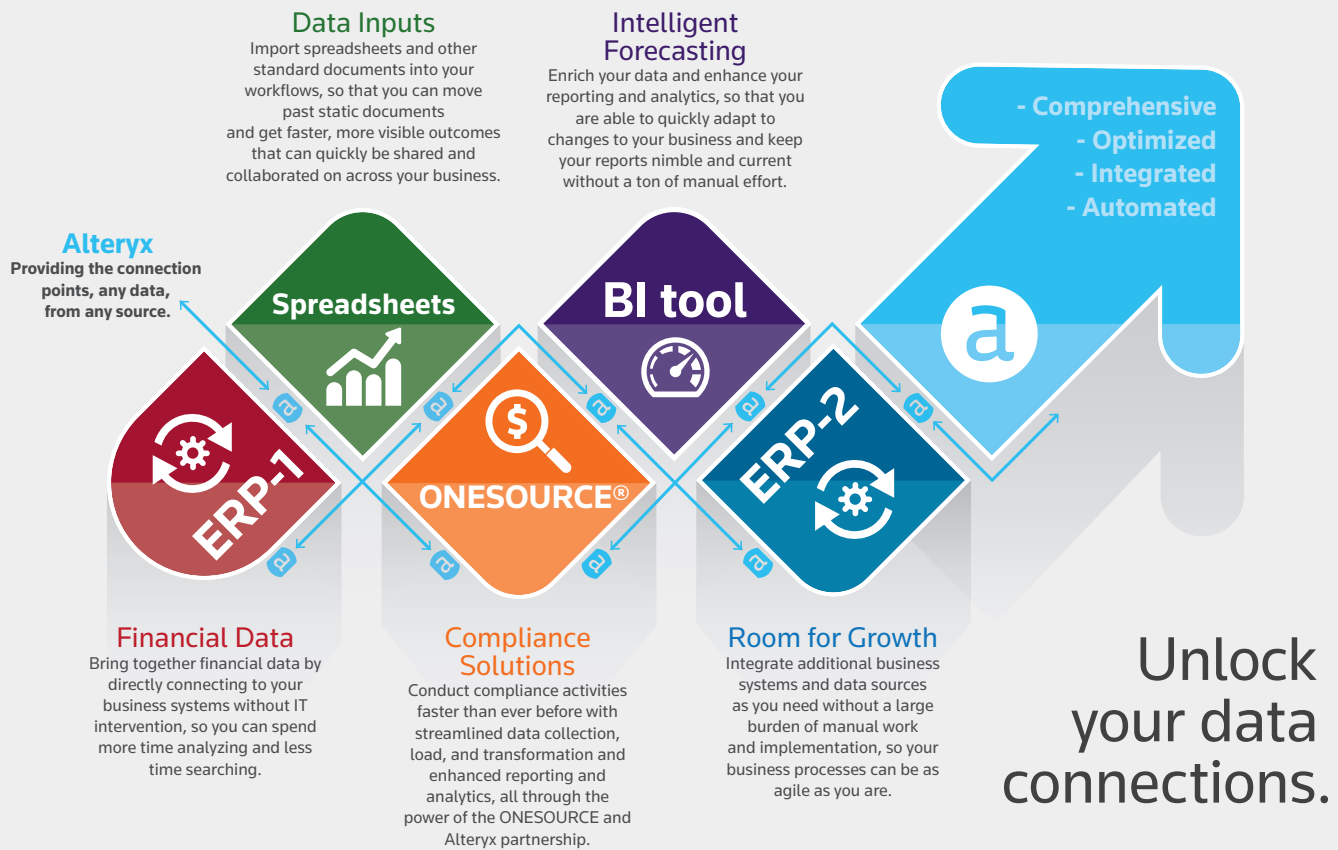 Data Inputs
Import spreadsheets and other
standard documents into your
workflows, so that you can move
past static documents
and get faster, more visible outcomes
that can quickly be shared and
collaborated on across your business.
Intelligent
Forecasting
Enrich your data and enhance your
reporting and analytics, so that you
are able to quickly adapt to
changes to your business and keep
your reports nimble and current
without a ton of manual effort.
- Comprehensive
- Optimized
- Integrated
- Automated
Alteryx
Providing the connection
points, any data,
from any source.
Spreadsheets
BI tool
a
ERP-1
$
ONESOURCE®
ERP-2
a
a
a
a
a
a
a
a
a
Financial Data
Bring together financial data by
directly connecting to your
business systems without IT
intervention, so you can spend
more time analyzing and less
time searching.
Compliance
Solutions
Conduct compliance activities
faster than ever before with
streamlined data collection,
load, and transformation and
enhanced reporting and
analytics, all through the
power of the ONESOURCE and
Alteryx partnership.
Room for Growth
Integrate additional business
systems and data sources
as you need without a large
burden of manual work
and implementation, so your
business processes can be as
agile as you are.
Unlock
your data
connections.